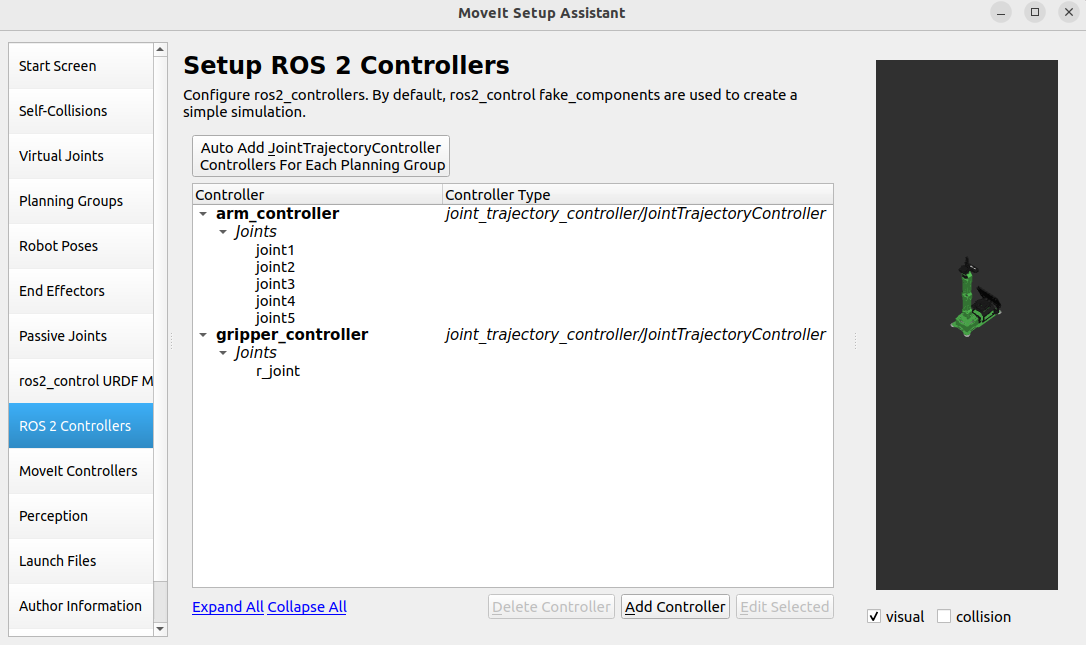 MoveIt Setup Assistant
Start Screen
Self-Collisions
Virtual Joints
Planning Groups
Robot Poses
End Effectors
Passive Joints
ros2_control URDF M
ROS 2 Controllers
MoveIt Controllers
Perception
Launch Files
Author Information
Setup ROS 2 Controllers
Configure ros2_controllers. By default, ros2_control fake_components are used to create a
simple simulation.
Auto Add JointTrajectoryController
Controllers For Each Planning Group
Controller Controller Type
arm_controller joint_trajectory_controller/JointTrajectoryController
Joints
joint1
joint2
joint3
joint4
joint5
gripper_controller joint_trajectory_controller/JointTrajectoryController
Joints
r_joint
Expand All Collapse All Delete Controller Add Controller Edit Selected
visual collision